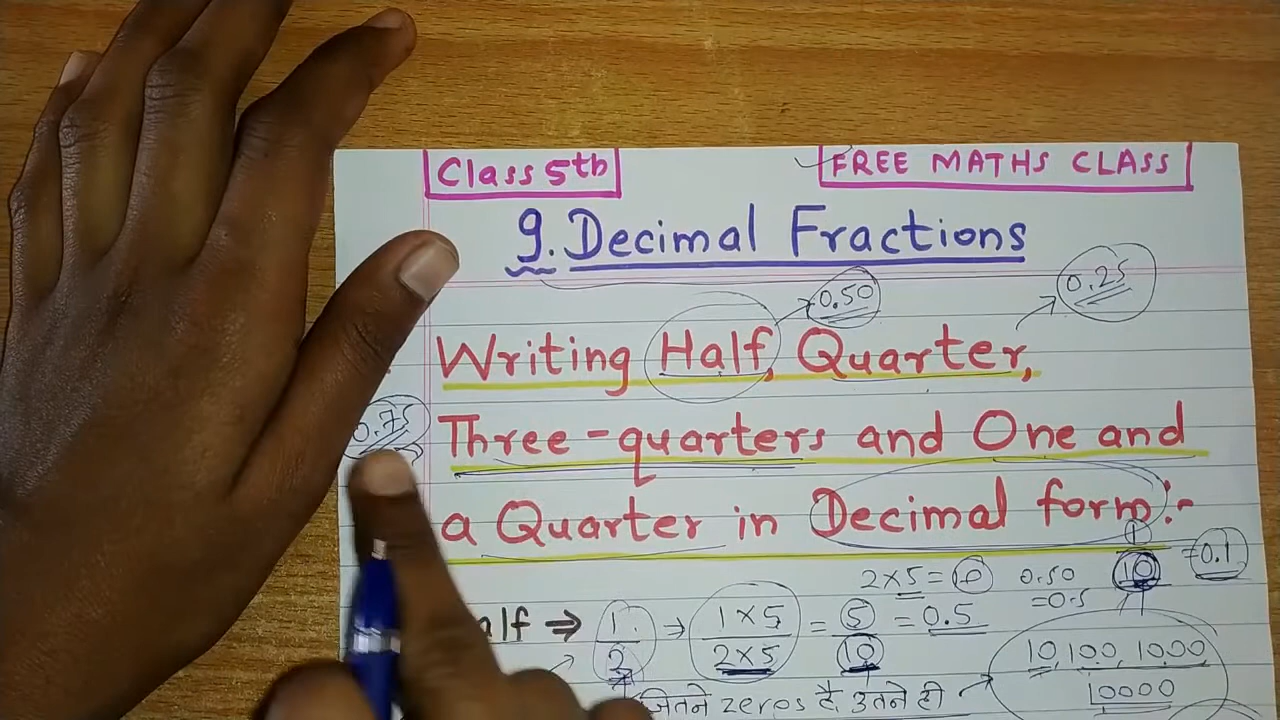 Class 5th
FREE MATHS CLASS
9. Decimal Fractions
0.50
0.25
Writing Half, Quarter,
0.75
Three-quarters and One and
a Quarter in Decimal form:-
2×5=10
0.50
=0.5
1/10 =0.1
⇒ 1/2 → 1×5/2×5 = 5/10 = 0.5
10, 100, 1000
10000
जितने zeros है, उतने ही